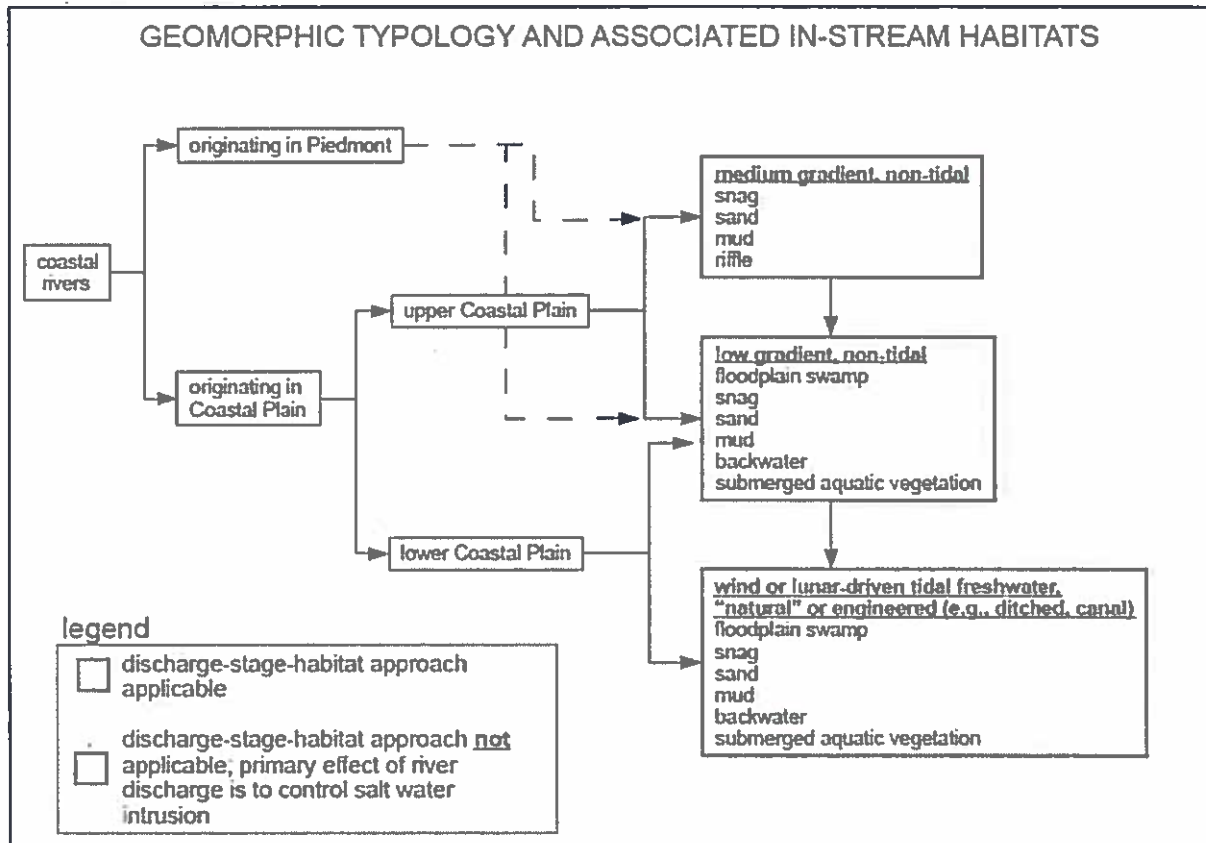 GEOMORPHIC TYPOLOGY AND ASSOCIATED IN-STREAM HABITATS
originating in Piedmont
coastal
rivers
originating in
Coastal Plain
upper Coastal Plain
lower Coastal Plain
medium gradient, non-tidal
snag
sand
mud
riffle
low gradient, non-tidal
floodplain swamp
snag
sand
mud
backwater
submerged aquatic vegetation
wind or lunar-driven tidal freshwater,
“natural” or engineered (e.g., ditched, canal)
floodplain swamp
snag
sand
mud
backwater
submerged aquatic vegetation
legend
discharge-stage-habitat approach
applicable
discharge-stage-habitat approach not
applicable; primary effect of river
discharge is to control salt water
intrusion